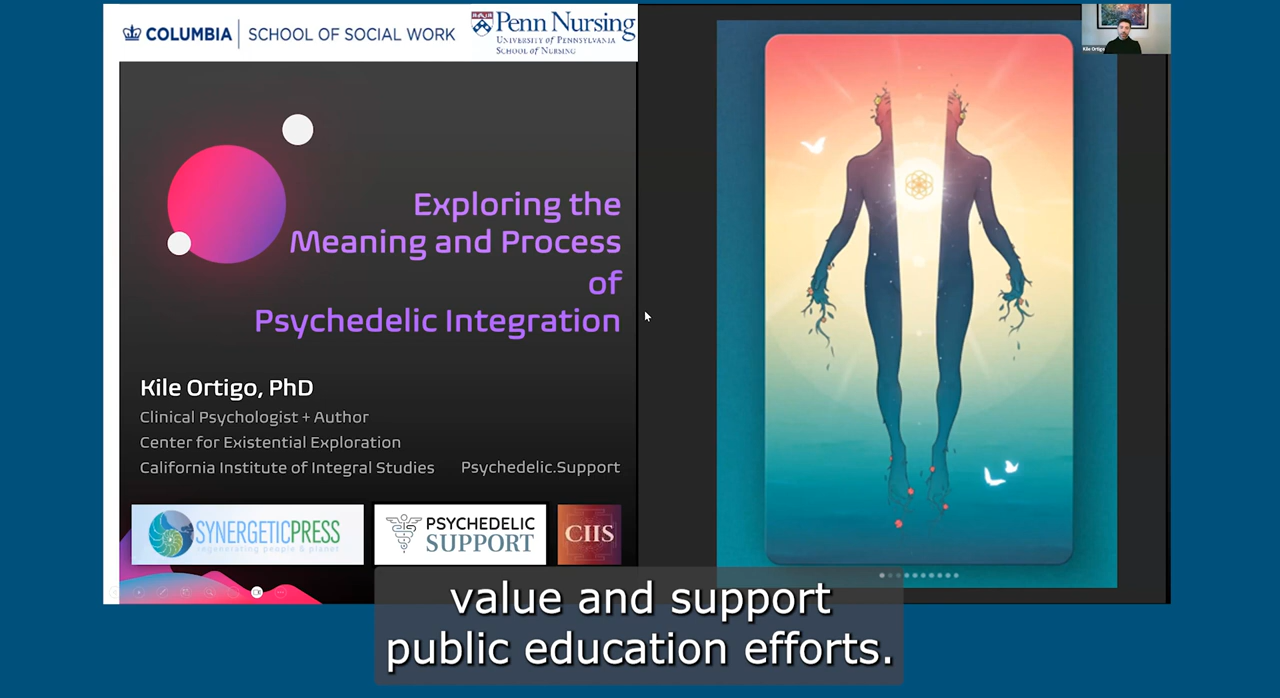 COLUMBIA | SCHOOL OF SOCIAL WORK
Penn Nursing
UNIVERSITY OF PENNSYLVANIA
SCHOOL OF NURSING
Kile Ortigo
Exploring the
Meaning and Process
of
Psychedelic Integration
Kile Ortigo, PhD
Clinical Psychologist + Author
Center for Existential Exploration
California Institute of Integral Studies Psychedelic.Support
SYNERGETICPRESS
regenerating people & planet
PSYCHEDELIC
SUPPORT
CIIS
value and support
public education efforts.